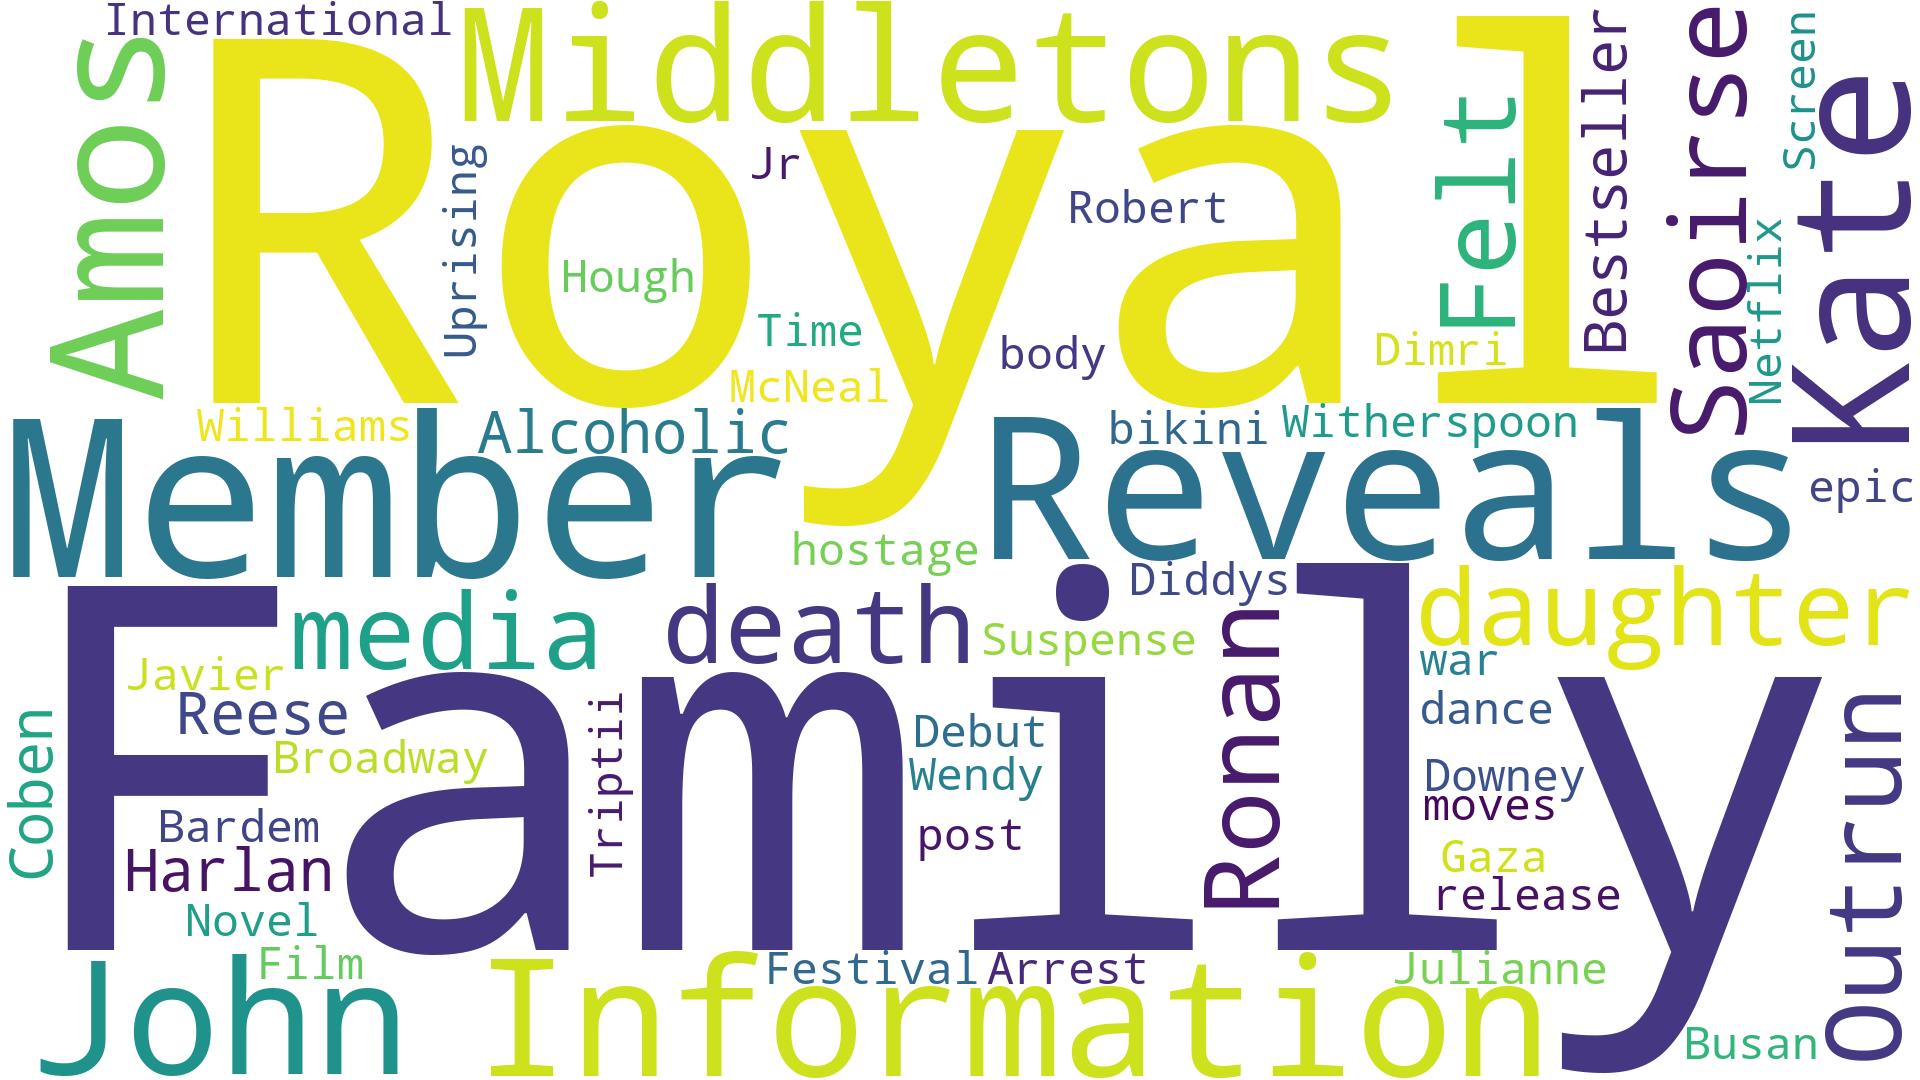 International
Middletons
Royal
Amos
Uprising
Jr
Robert
Hough
Time
body
McNeal
Felt
Dimri
Bestseller
Saoirse
Screen
Netflix
Kate
Williams
Member
Alcoholic
Reveals
bikini
Witherspoon
epic
hostage
Diddys
Family
media
death
Suspense
daughter
Javier
Reese
Broadway
Coben
Triptii
Debut
Wendy
post
Ronan
war
dance
Downey
moves
Gaza
release
Outrun
Bardem
Harlan
Novel
Film
John
Information
Festival
Arrest
Julianne
Busan